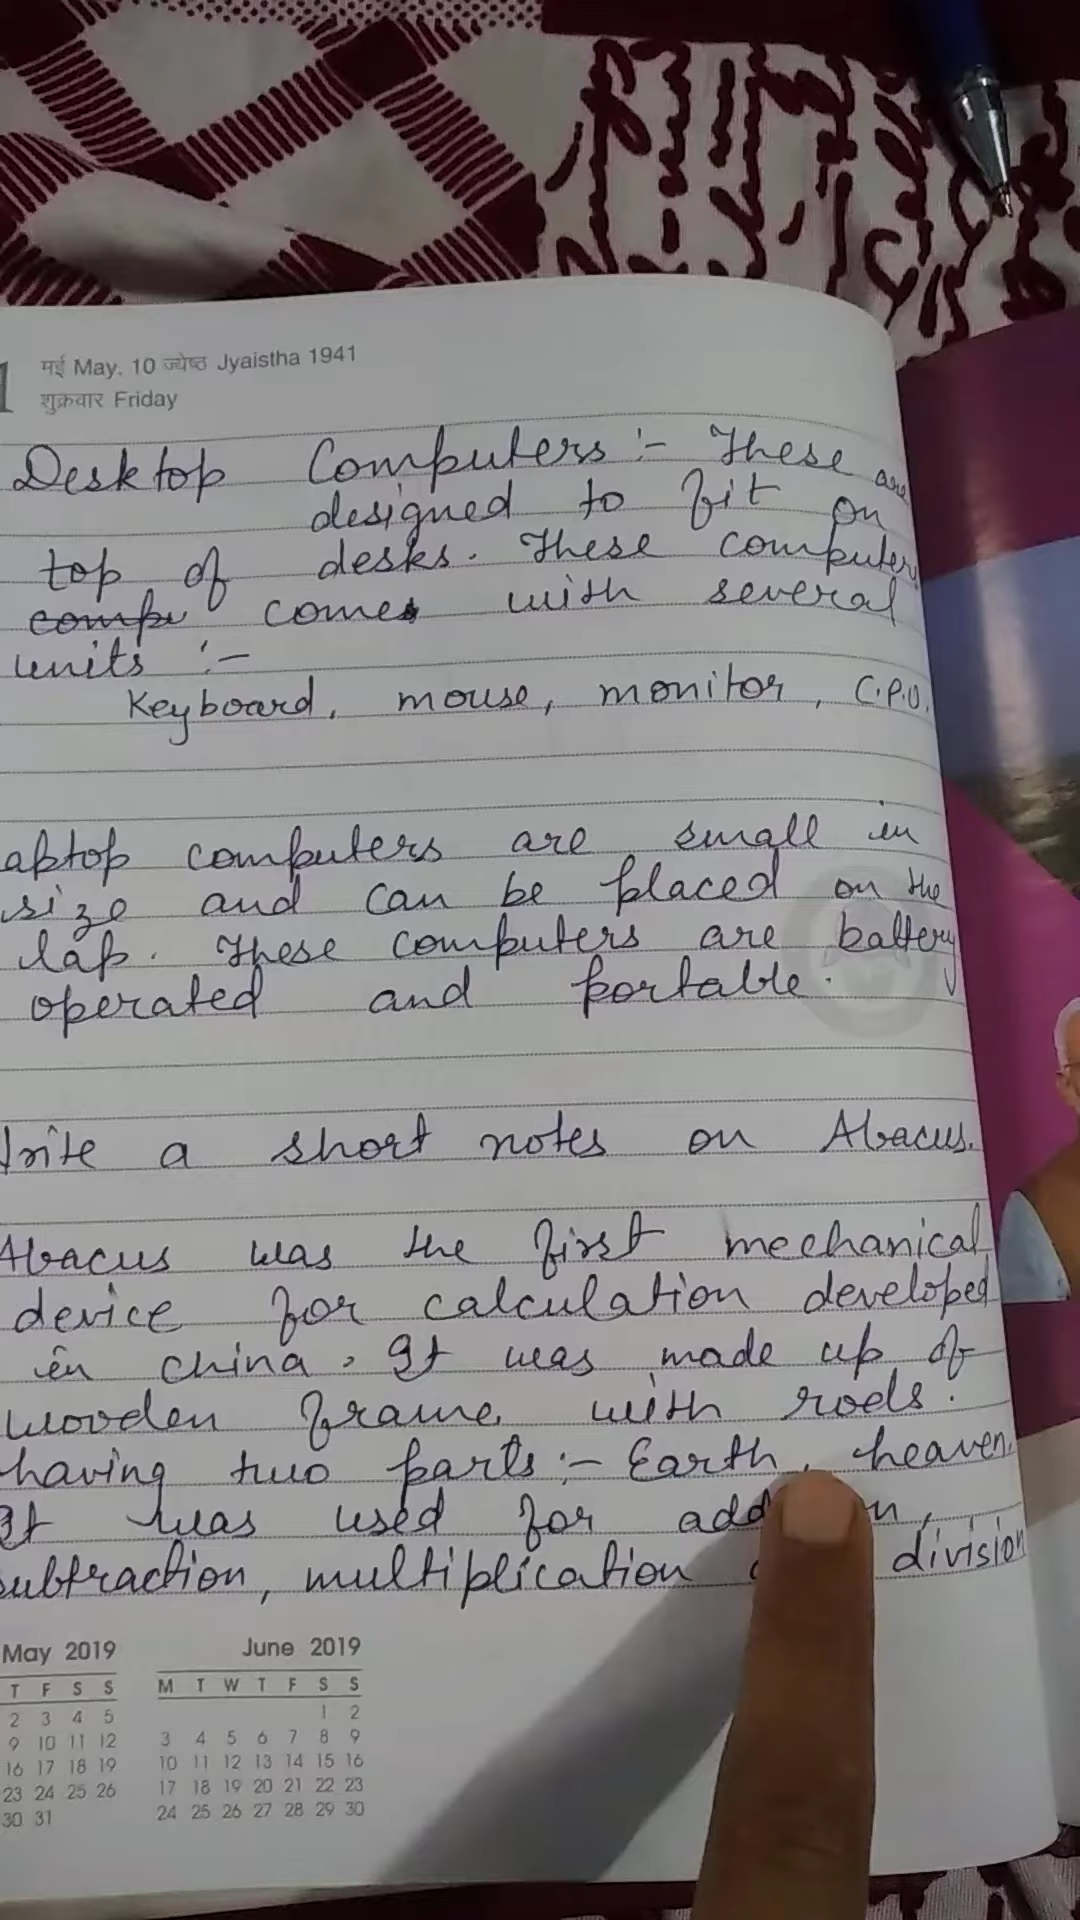 मई May, 10 ज्येष्ठ Jyaistha 1941
शुक्रवार Friday
Desktop Computers :- These are
designed to fit on
top of desks. These computers
compu comes with several
units :-
Keyboard, mouse, monitor, C.P.U.
aptop computers are small in
size and can be placed on the
lap. These computers are battery
operated and portable.
rite a short notes on Abacus.
Abacus was the first mechanical
device for calculation developed
in china. It was made up of
wooden frame with rods.
having two parts :- Earth, heaven.
It was used for
subtraction, multiplication division
May 2019 June 2019
T F S S M T W T F S S
2 3 4 5 1 2
9 10 11 12 3 4 5 6 7 8 9
16 17 18 19 10 11 12 13 14 15 16
23 24 25 26 17 18 19 20 21 22 23
30 31 24 25 26 27 28 29 30